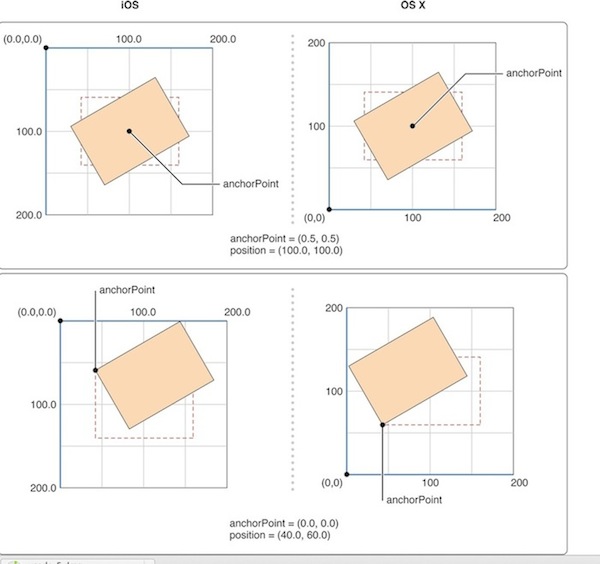 iOS
OS X
(0.0,0.0)
100.0
200.0
100.0
200.0
anchorPoint
200
100
(0,0)
100
200
anchorPoint
anchorPoint = (0.5, 0.5)
position = (100.0, 100.0)
anchorPoint
(0.0,0.0)
100.0
200.0
100.0
200.0
200
100
(0,0)
100
200
anchorPoint
anchorPoint = (0.0, 0.0)
position = (40.0, 60.0)